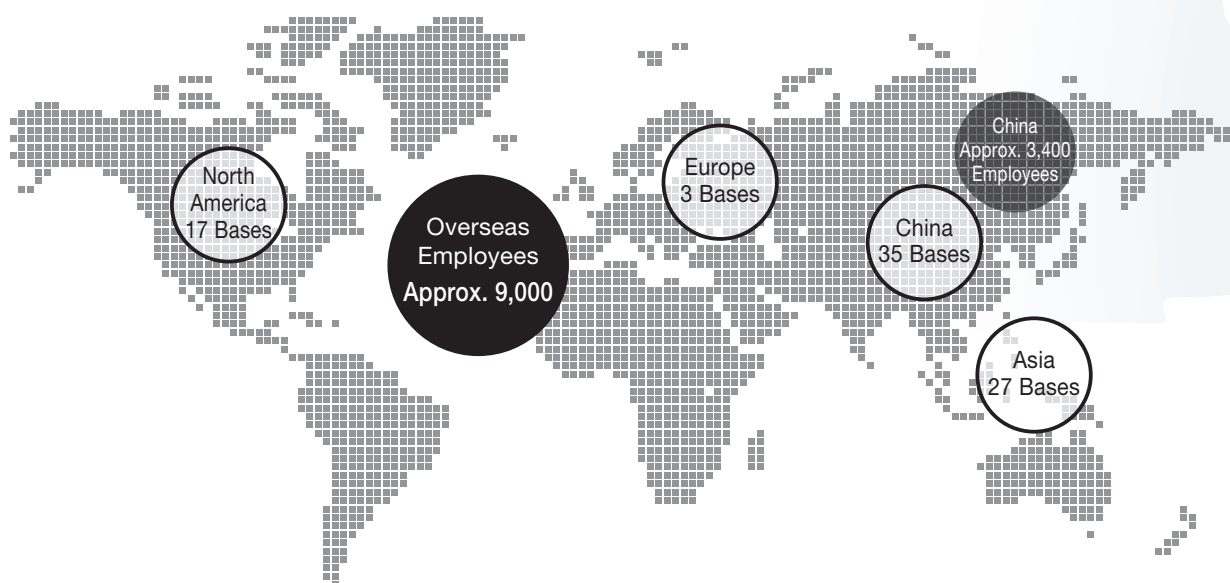 North
America
17 Bases
Overseas
Employees
Approx. 9,000
Europe
3 Bases
China
35 Bases
China
Approx. 3,400
Employees
Asia
27 Bases